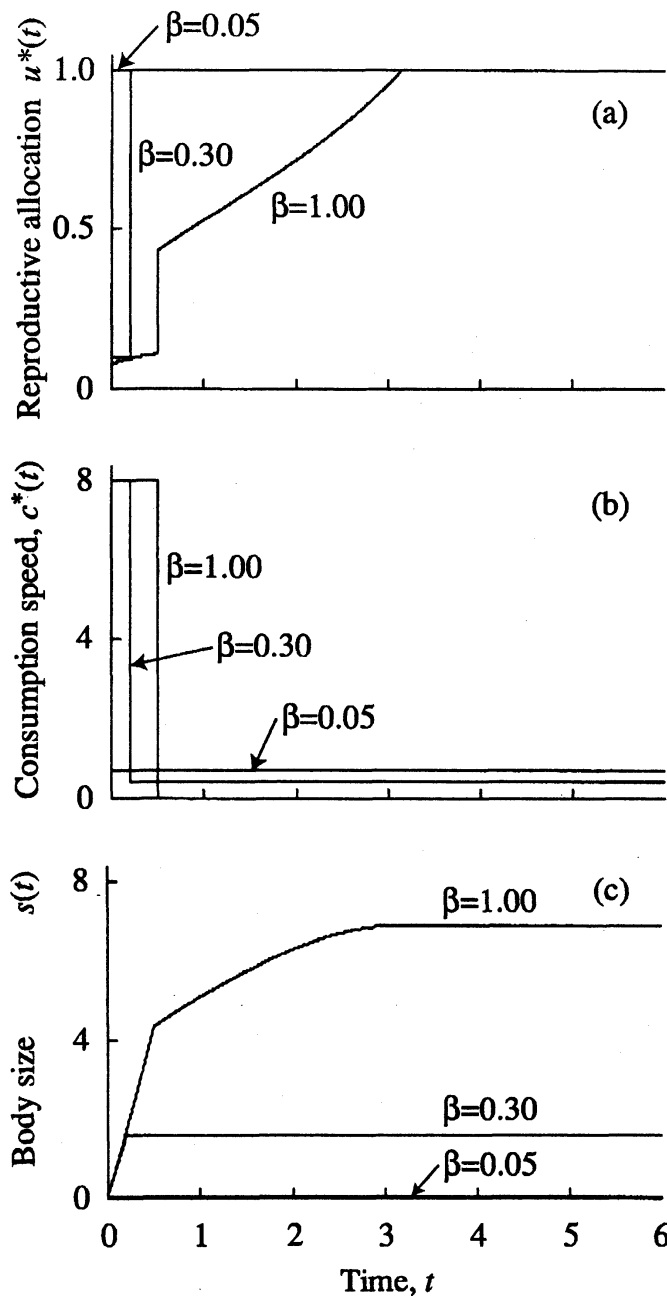 β=0.05
Reproductive allocation u*(t)
1.0
0.5
0
(a)
β=0.30
β=1.00
Consumption speed, c*(t)
8
4
0
(b)
β=1.00
β=0.30
β=0.05
Body size s(t)
8
4
0
(c)
β=1.00
β=0.30
β=0.05
0 1 2 3 4 5 6
Time, t